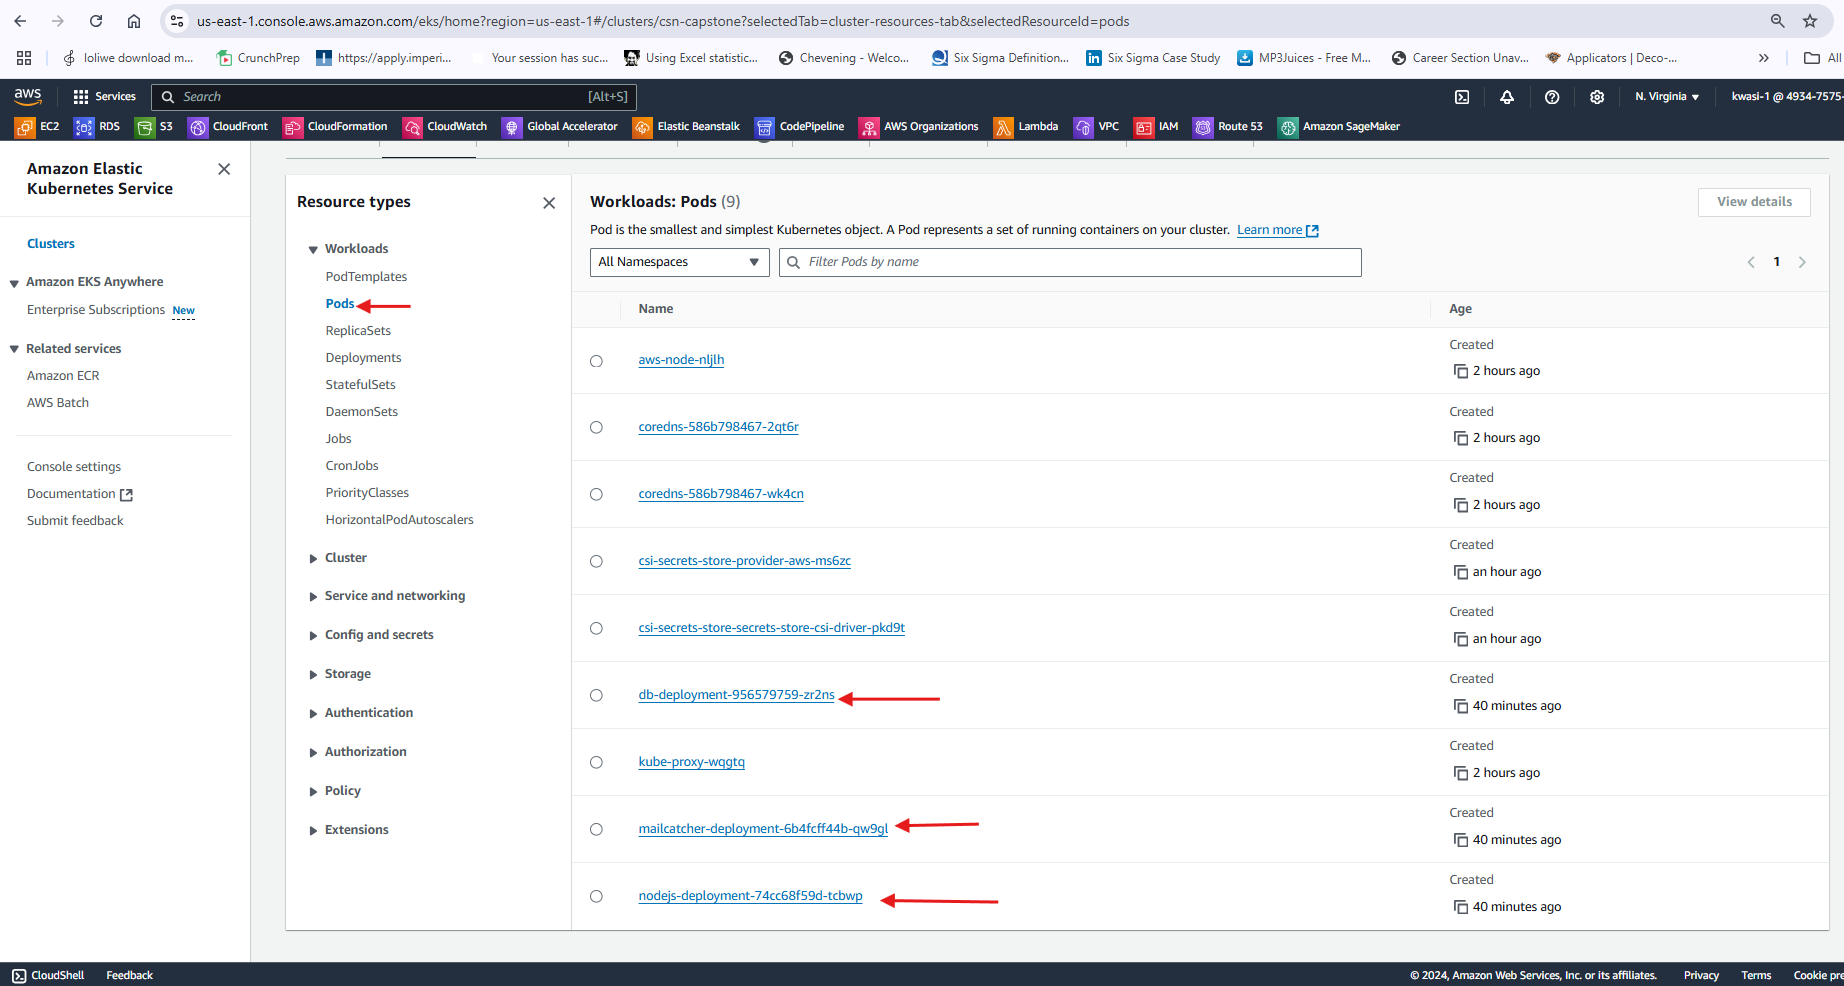 us-east-1.console.aws.amazon.com/eks/home?region=us-east-1#/clusters/csn-capstone?selectedTab=cluster-resources-tab&selectedResourceId=pods
loliwe download m...
CrunchPrep
https://apply.imperi...
Your session has suc...
Using Excel statistic...
Chevening - Welco...
Six Sigma Definition...
Six Sigma Case Study
MP3Juices - Free M...
Career Section Unav...
Applicators | Deco-...
All
aws
Services
Search
[Alt+S]
N. Virginia
kwasi-1 @ 4934-7575-
EC2
RDS
S3
CloudFront
CloudFormation
CloudWatch
Global Accelerator
Elastic Beanstalk
CodePipeline
AWS Organizations
Lambda
VPC
IAM
Route 53
Amazon SageMaker
Amazon Elastic
Kubernetes Service
Clusters
Amazon EKS Anywhere
Enterprise Subscriptions New
Related services
Amazon ECR
AWS Batch
Console settings
Documentation
Submit feedback
Resource types
Workloads
PodTemplates
Pods
ReplicaSets
Deployments
StatefulSets
DaemonSets
Jobs
CronJobs
PriorityClasses
HorizontalPodAutoscalers
Cluster
Service and networking
Config and secrets
Storage
Authentication
Authorization
Policy
Extensions
Workloads: Pods (9)
View details
Pod is the smallest and simplest Kubernetes object. A Pod represents a set of running containers on your cluster. Learn more
All Namespaces
Filter Pods by name
1
Name
Age
aws-node-nljlh
Created
2 hours ago
coredns-586b798467-2qt6r
Created
2 hours ago
coredns-586b798467-wk4cn
Created
2 hours ago
csi-secrets-store-provider-aws-ms6zc
Created
an hour ago
csi-secrets-store-secrets-store-csi-driver-pkd9t
Created
an hour ago
db-deployment-956579759-zr2ns
Created
40 minutes ago
kube-proxy-wqgtq
Created
2 hours ago
mailcatcher-deployment-6b4fcff44b-qw9gl
Created
40 minutes ago
nodejs-deployment-74cc68f59d-tcbwp
Created
40 minutes ago
CloudShell
Feedback
© 2024, Amazon Web Services, Inc. or its affiliates.
Privacy
Terms
Cookie pre